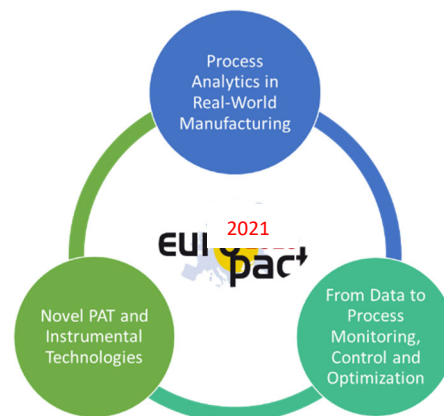 Process
Analytics in
Real-World
Manufacturing
2021
euro
pact
Novel PAT and
Instrumental
Technologies
From Data to
Process
Monitoring,
Control and
Optimization